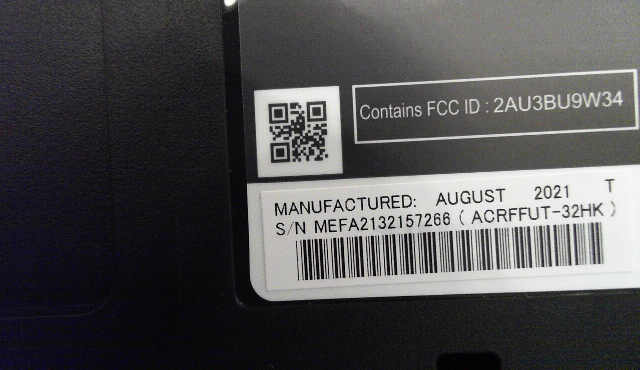 Contains FCC ID : 2AU3BU9W34
MANUFACTURED: AUGUST 2021 T
S/N MEFA2132157266 ( ACRFFUT-32HK )